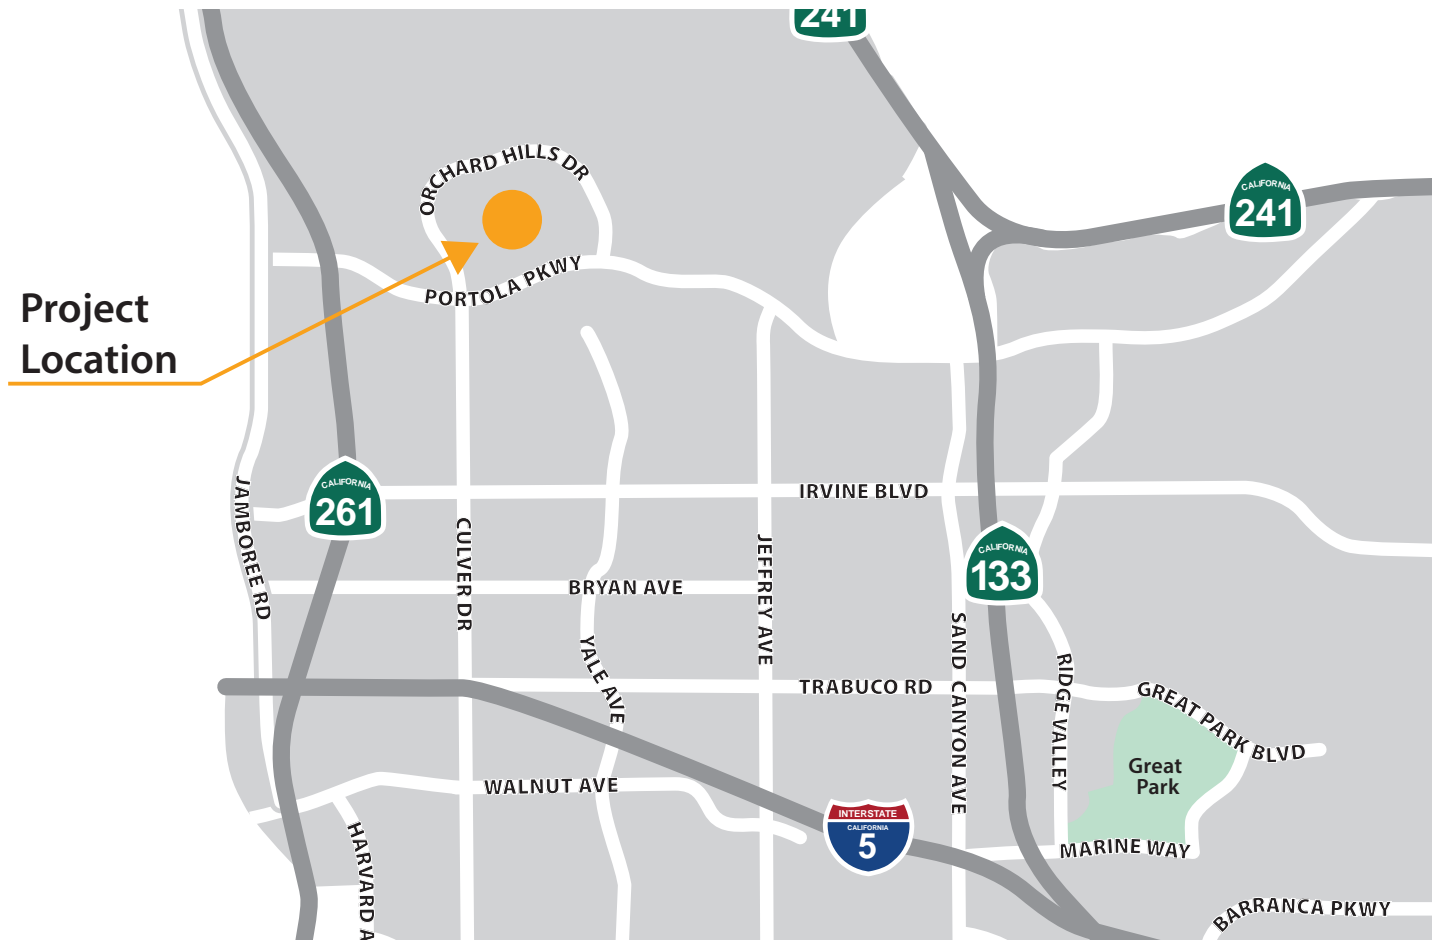 241
ORCHARD HILLS DR
CALIFORNIA
241
PORTOLA PKWY
Project
Location
CALIFORNIA
261
IRVINE BLVD
JAMBOREE RD
CULVER DR
JEFFREY AVE
CALIFORNIA
133
BRYAN AVE
YALE AVE
SAND CANYON AVE
RIDGE VALLEY
TRABUCO RD
GREAT PARK BLVD
Great
Park
WALNUT AVE
HARVARD A
INTERSTATE
CALIFORNIA
5
MARINE WAY
BARRANCA PKWY